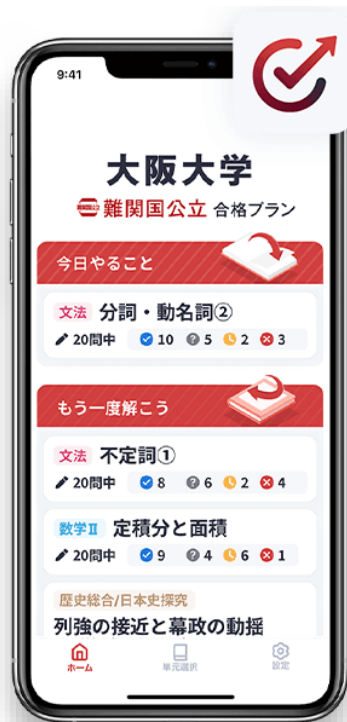 9:41
大阪大学
難関国公立 合格プラン
今日やること
文法 分詞・動名詞②
20問中 10 5 2 3
もう一度解こう
文法 不定詞①
20問中 8 6 2 4
数学Ⅱ 定積分と面積
20問中 9 4 6 1
歴史総合/日本史探究
列強の接近と幕政の動揺
ホーム 単元選択 設定